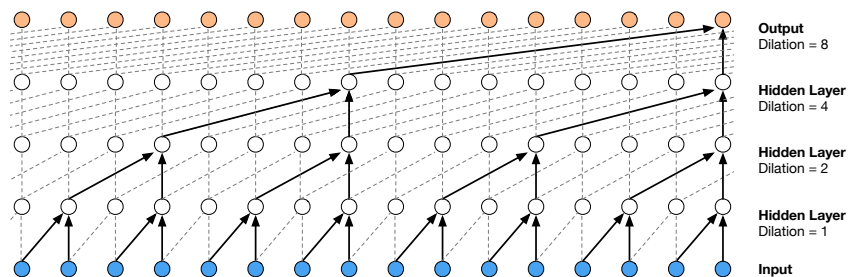 Output
Dilation = 8
Hidden Layer
Dilation = 4
Hidden Layer
Dilation = 2
Hidden Layer
Dilation = 1
Input